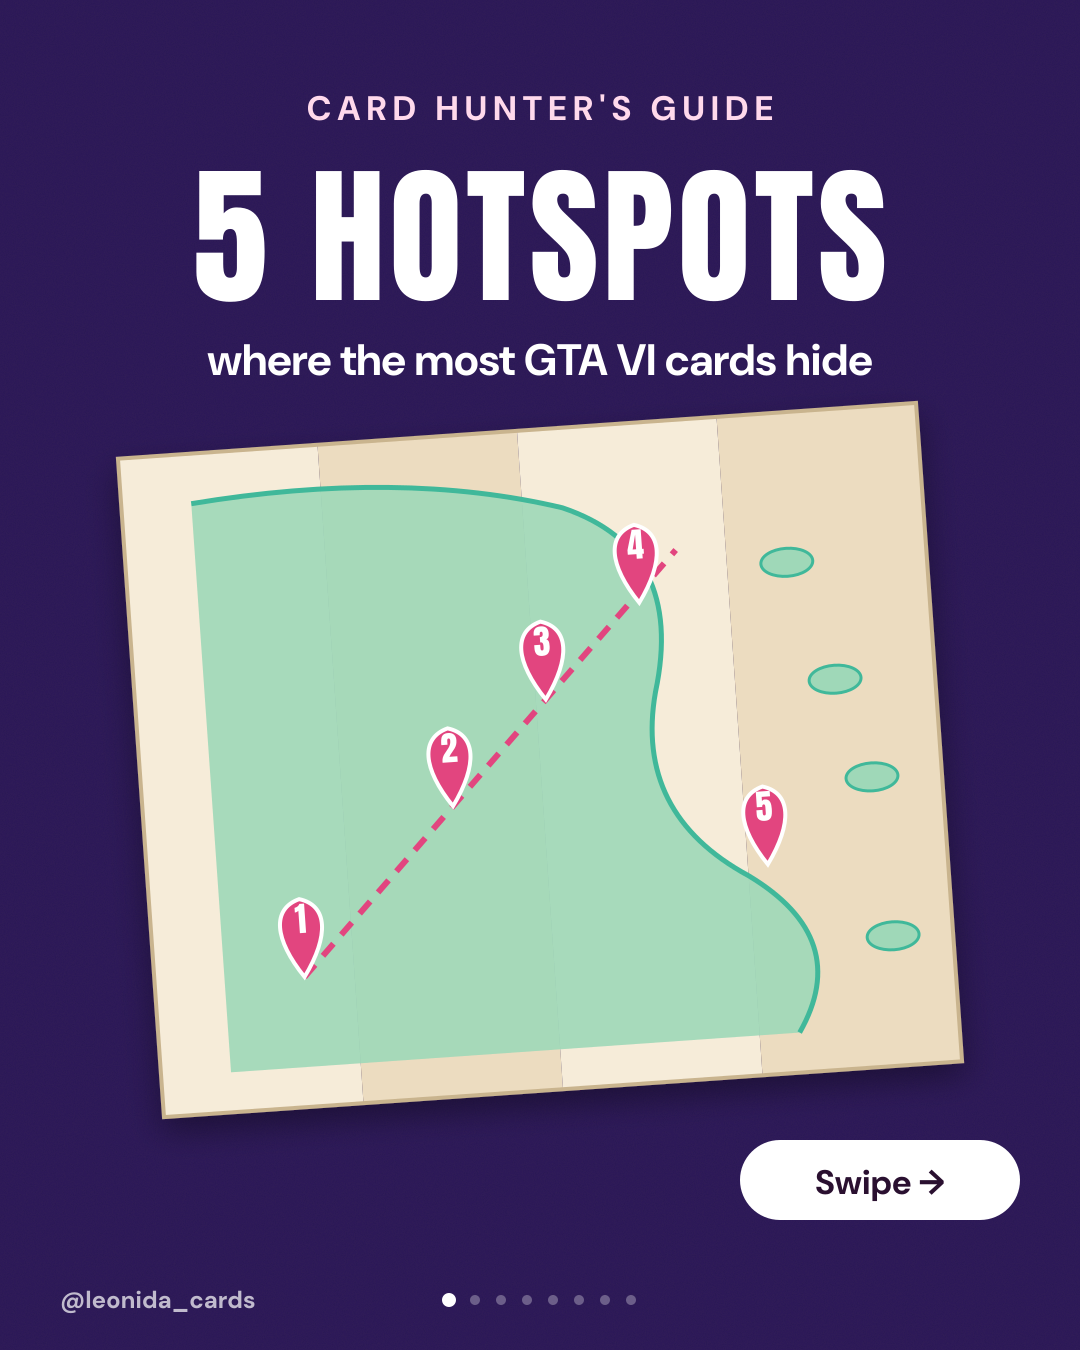 CARD HUNTER'S GUIDE
5 HOTSPOTS
where the most GTA VI cards hide
4
3
2
5
1
Swipe →
@leonida_cards